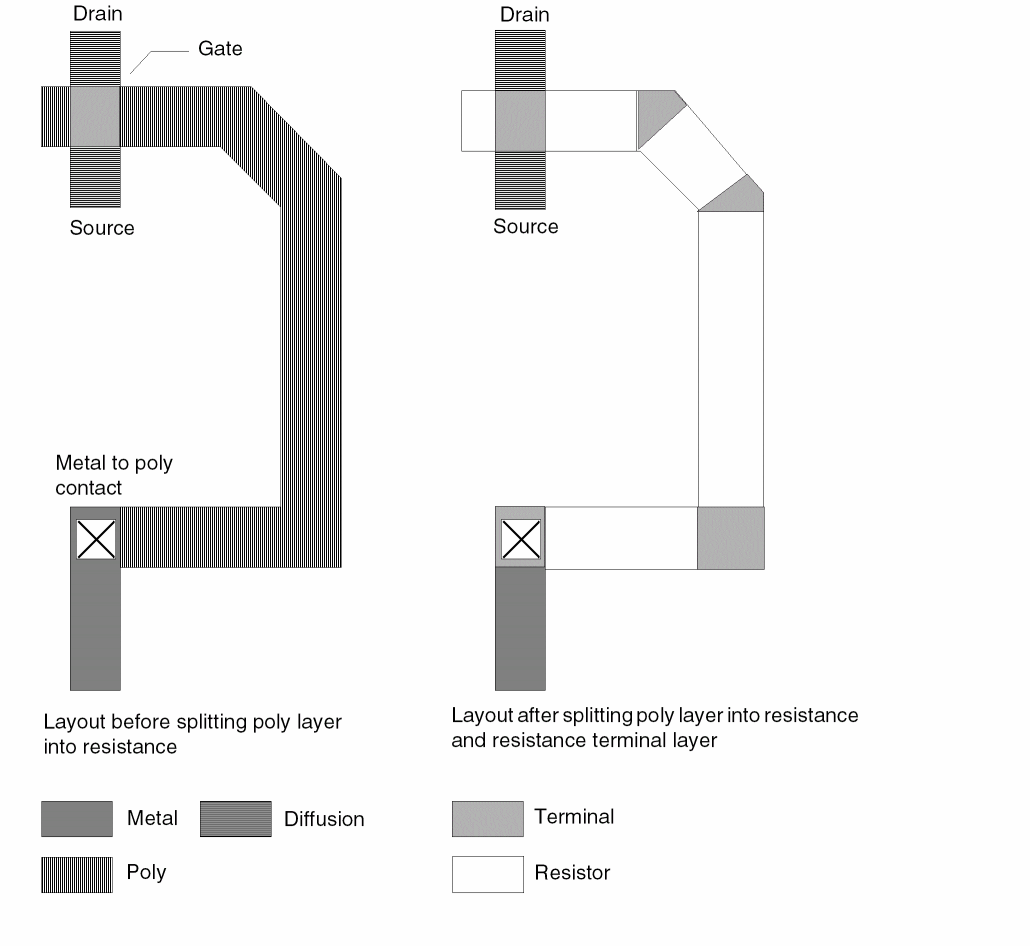 Drain
Gate
Source
Metal to poly
contact
Layout before splitting poly layer
into resistance
Metal
Diffusion
Poly
Drain
Source
Layout after splitting poly layer into resistance
and resistance terminal layer
Terminal
Resistor